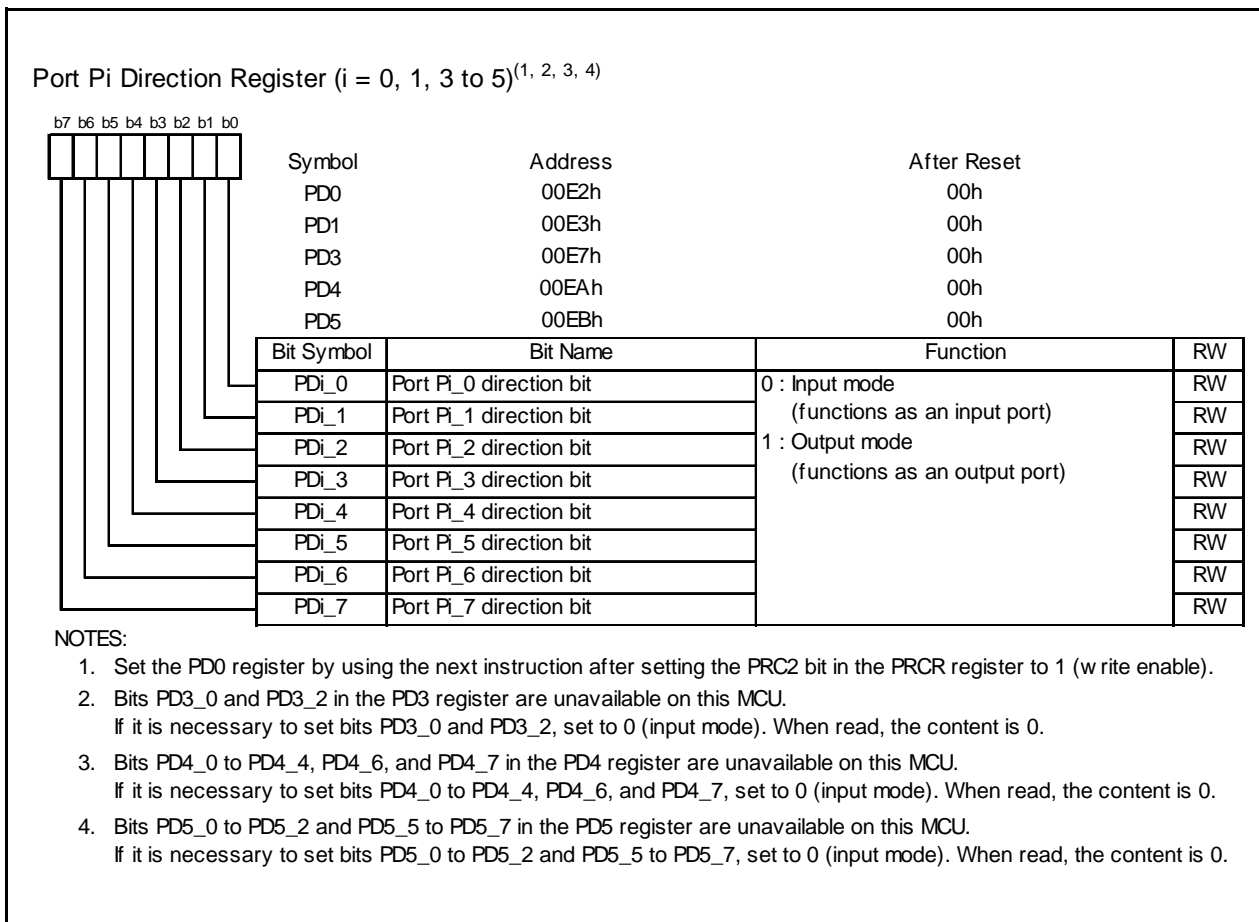 Port Pi Direction Register (i = 0, 1, 3 to 5)(1, 2, 3, 4)
b7 b6 b5 b4 b3 b2 b1 b0
Symbol Address After Reset
PD0 00E2h 00h
PD1 00E3h 00h
PD3 00E7h 00h
PD4 00EAh 00h
PD5 00EBh 00h
Bit Symbol Bit Name Function RW
PDi_0 Port Pi_0 direction bit 0 : Input mode RW
PDi_1 Port Pi_1 direction bit (functions as an input port) RW
PDi_2 Port Pi_2 direction bit 1 : Output mode RW
PDi_3 Port Pi_3 direction bit (functions as an output port) RW
PDi_4 Port Pi_4 direction bit RW
PDi_5 Port Pi_5 direction bit RW
PDi_6 Port Pi_6 direction bit RW
PDi_7 Port Pi_7 direction bit RW
NOTES:
1. Set the PD0 register by using the next instruction after setting the PRC2 bit in the PRCR register to 1 (write enable).
2. Bits PD3_0 and PD3_2 in the PD3 register are unavailable on this MCU.
If it is necessary to set bits PD3_0 and PD3_2, set to 0 (input mode). When read, the content is 0.
3. Bits PD4_0 to PD4_4, PD4_6, and PD4_7 in the PD4 register are unavailable on this MCU.
If it is necessary to set bits PD4_0 to PD4_4, PD4_6, and PD4_7, set to 0 (input mode). When read, the content is 0.
4. Bits PD5_0 to PD5_2 and PD5_5 to PD5_7 in the PD5 register are unavailable on this MCU.
If it is necessary to set bits PD5_0 to PD5_2 and PD5_5 to PD5_7, set to 0 (input mode). When read, the content is 0.